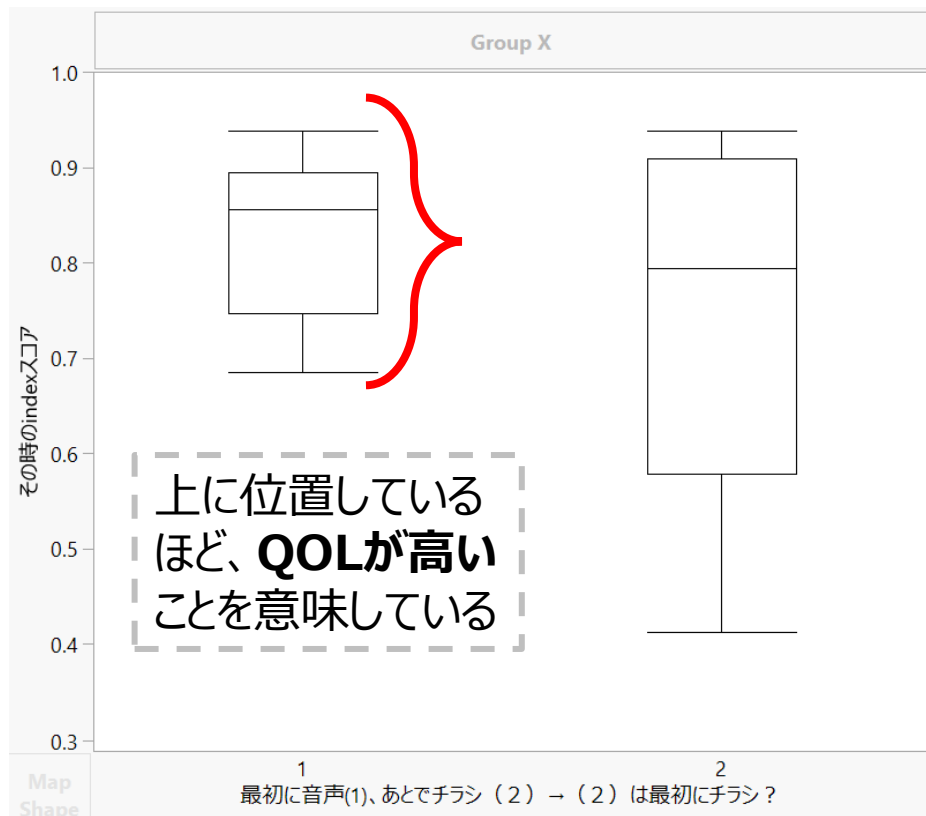 Group X
1.0
0.9
0.8
0.7
0.6
0.5
0.4
0.3
その時のindexスコア
上に位置している
ほど、QOLが高い
ことを意味している
1
2
最初に音声(1)、あとでチラシ（２）→（２）は最初にチラシ？
Map
Shape